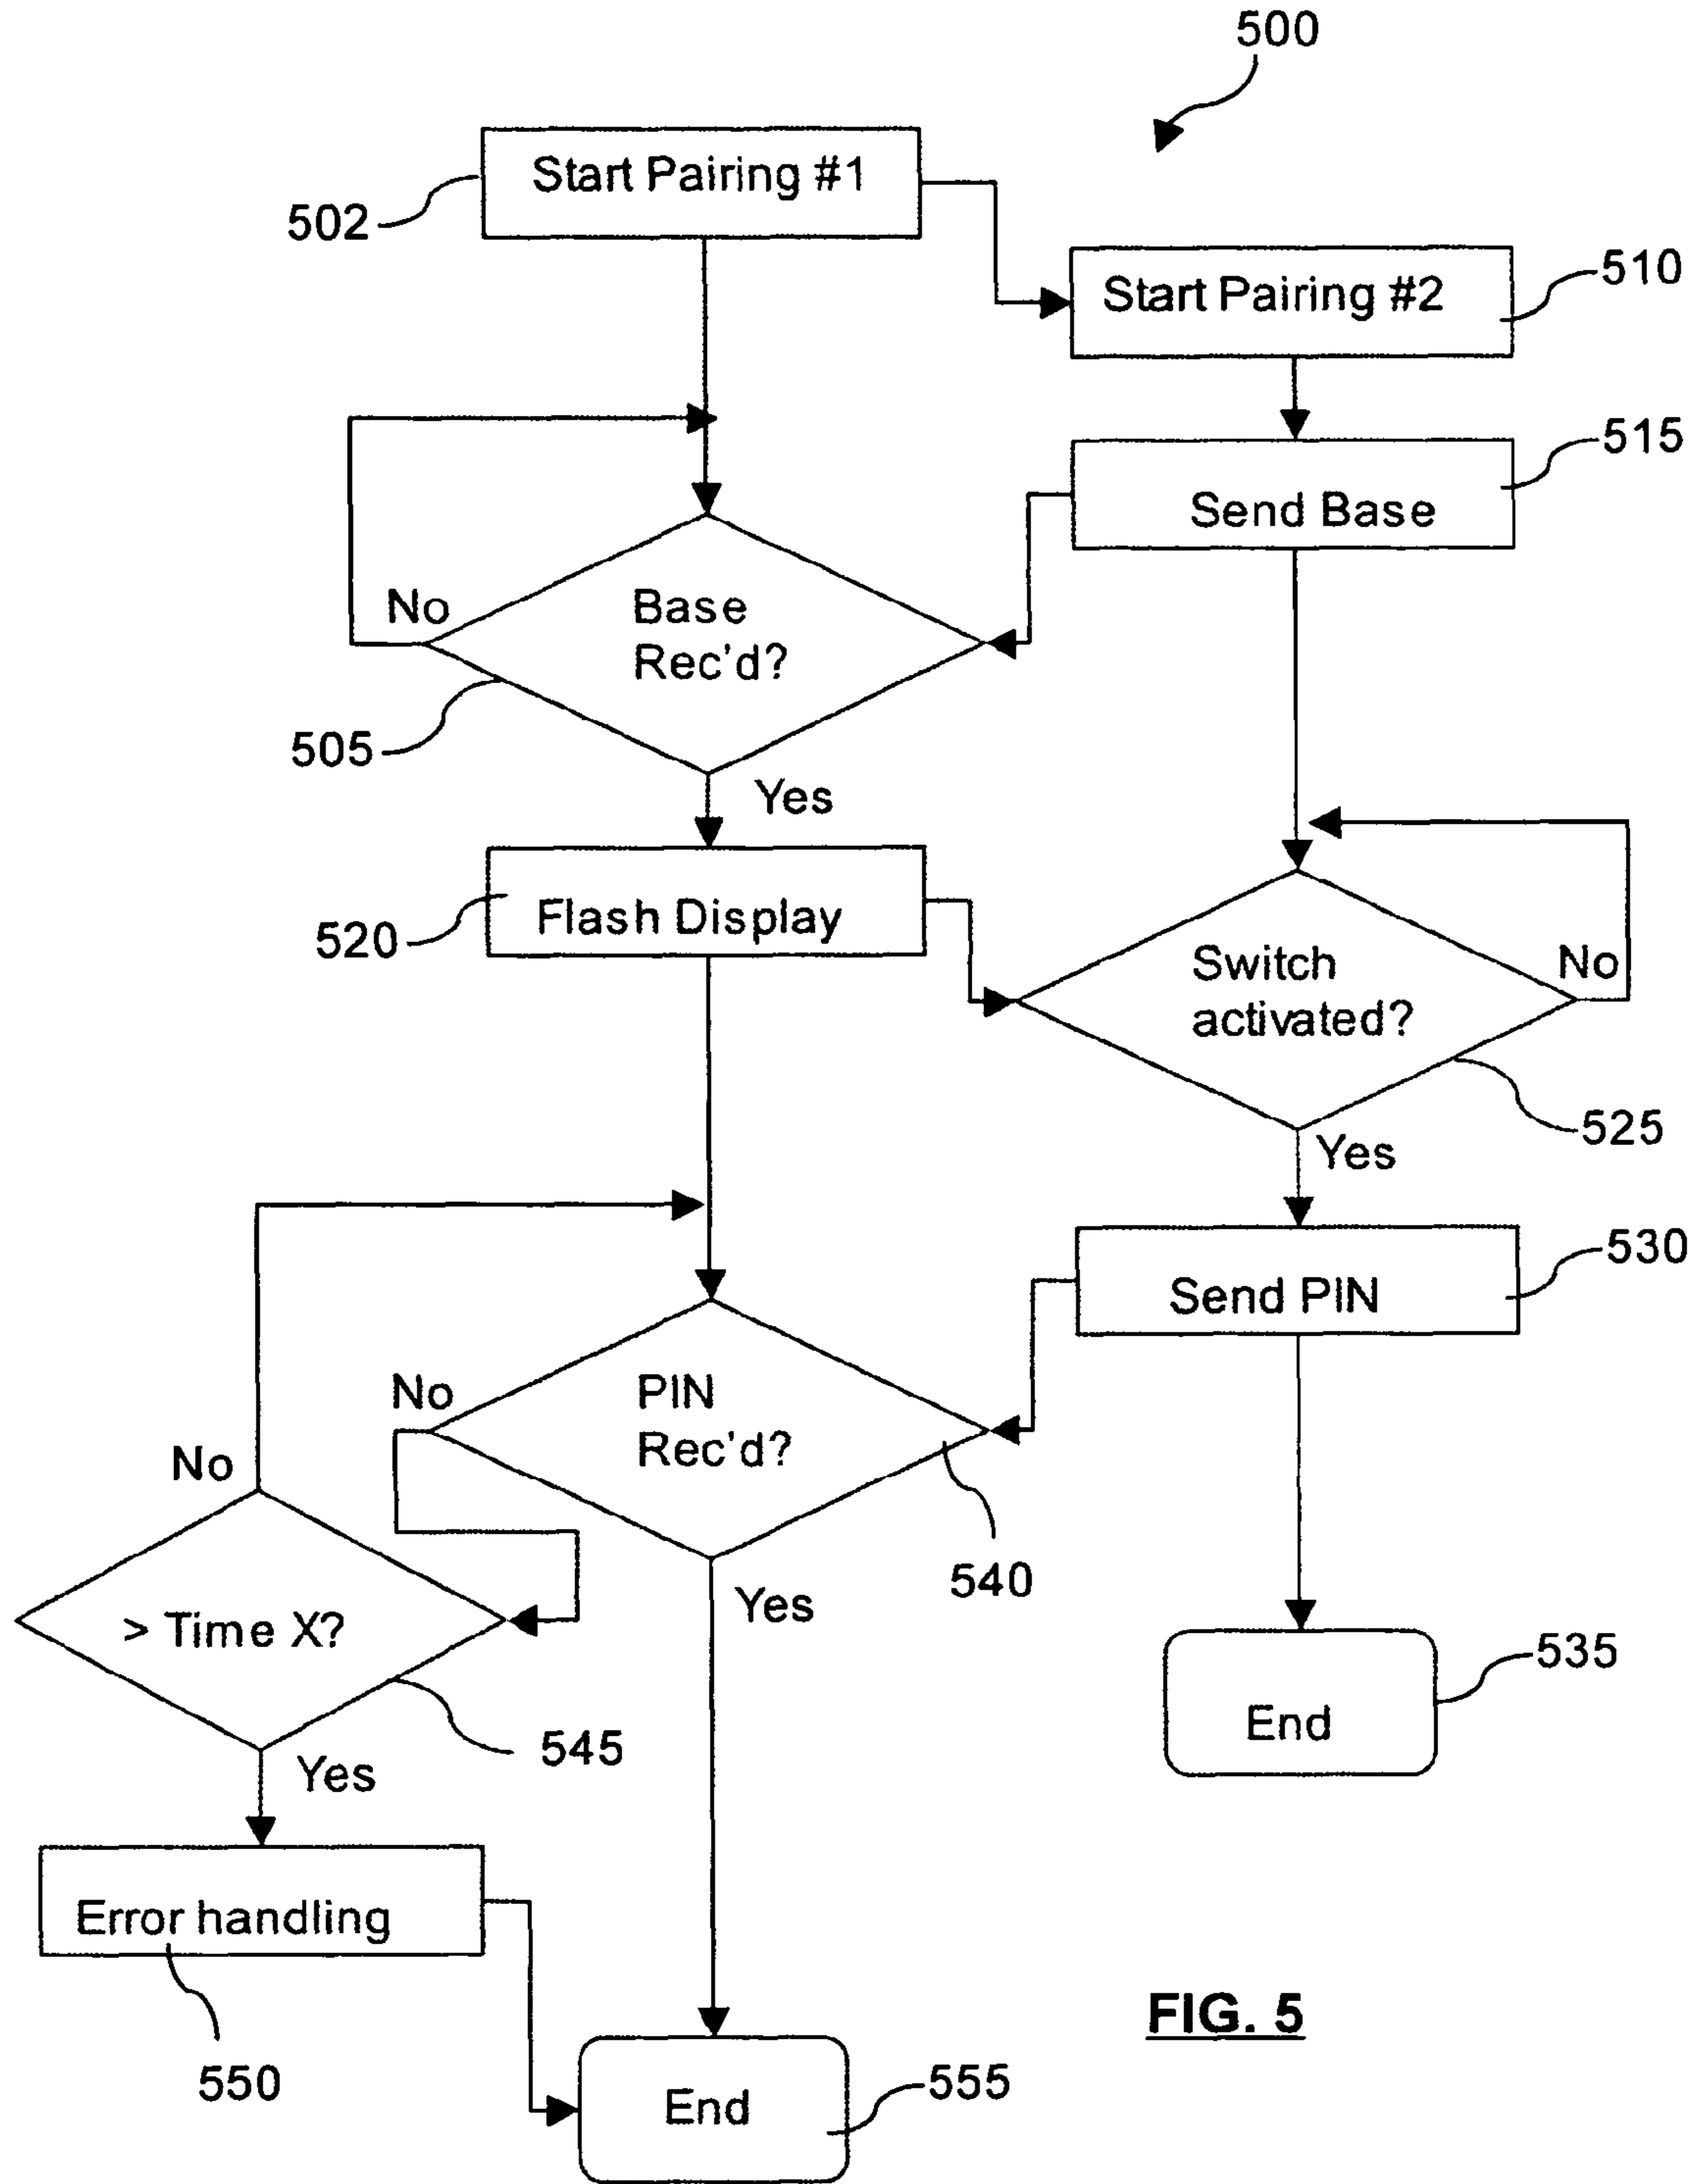 500
Start Pairing #1
502
Start Pairing #2
510
515
Send Base
No
Base
Rec'd?
505
Yes
Flash Display
520
Switch
activated?
No
525
Yes
530
Send PIN
No
PIN
Rec'd?
No
540
Yes
> Time X?
535
End
545
Yes
Error handling
550
FIG. 5
End
555